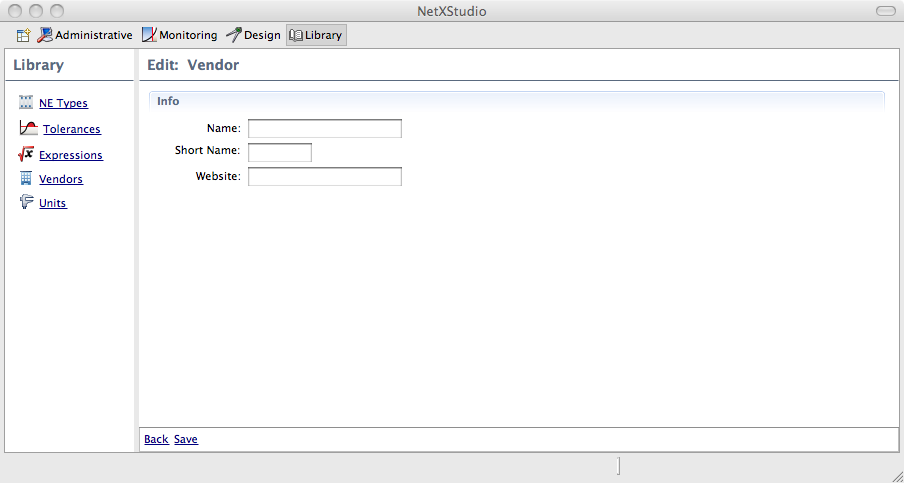 NetXStudio
Administrative Monitoring Design Library
Library
NE Types
Tolerances
Expressions
Vendors
Units
Edit: Vendor
Info
Name:
Short Name:
Website:
Back Save